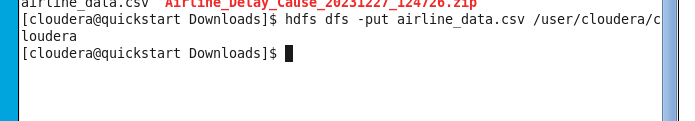 airline_data.csv  Airline_Delay_Cause_20231227_124726.zip
[cloudera@quickstart Downloads]$ hdfs dfs -put airline_data.csv /user/cloudera/c
loudera
[cloudera@quickstart Downloads]$